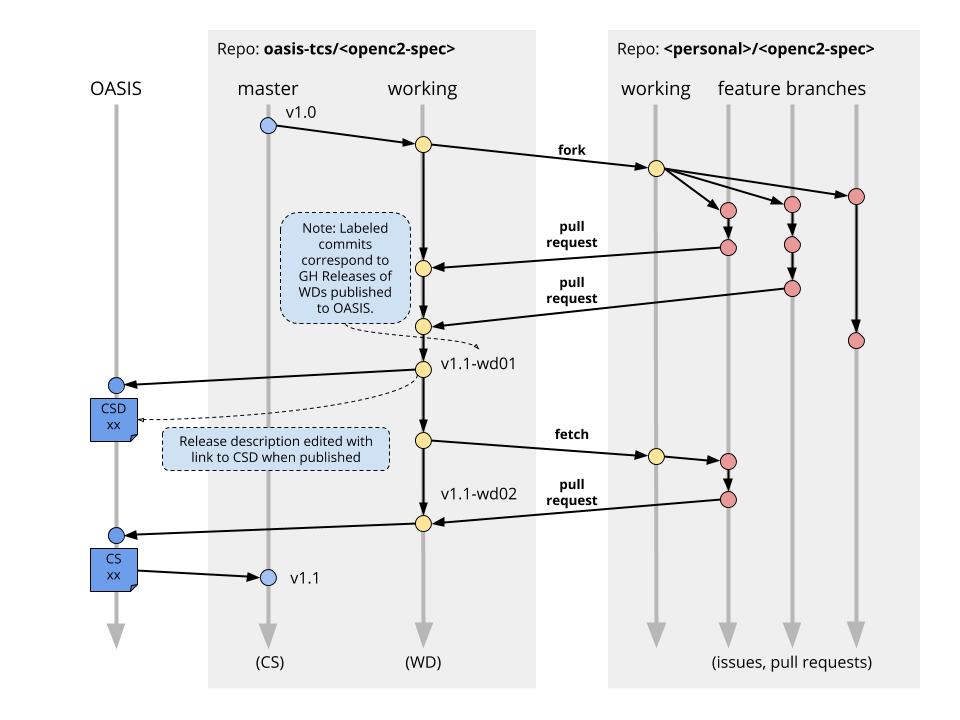 Repo: oasis-tcs/<openc2-spec>
Repo: <personal>/<openc2-spec>
OASIS
master
working
working
feature branches
v1.0
fork
Note: Labeled
commits
correspond to
GH Releases of
WDs published
to OASIS.
pull
request
pull
request
v1.1-wd01
CSD
xx
Release description edited with
link to CSD when published
fetch
v1.1-wd02
pull
request
CS
xx
v1.1
(CS)
(WD)
(issues, pull requests)